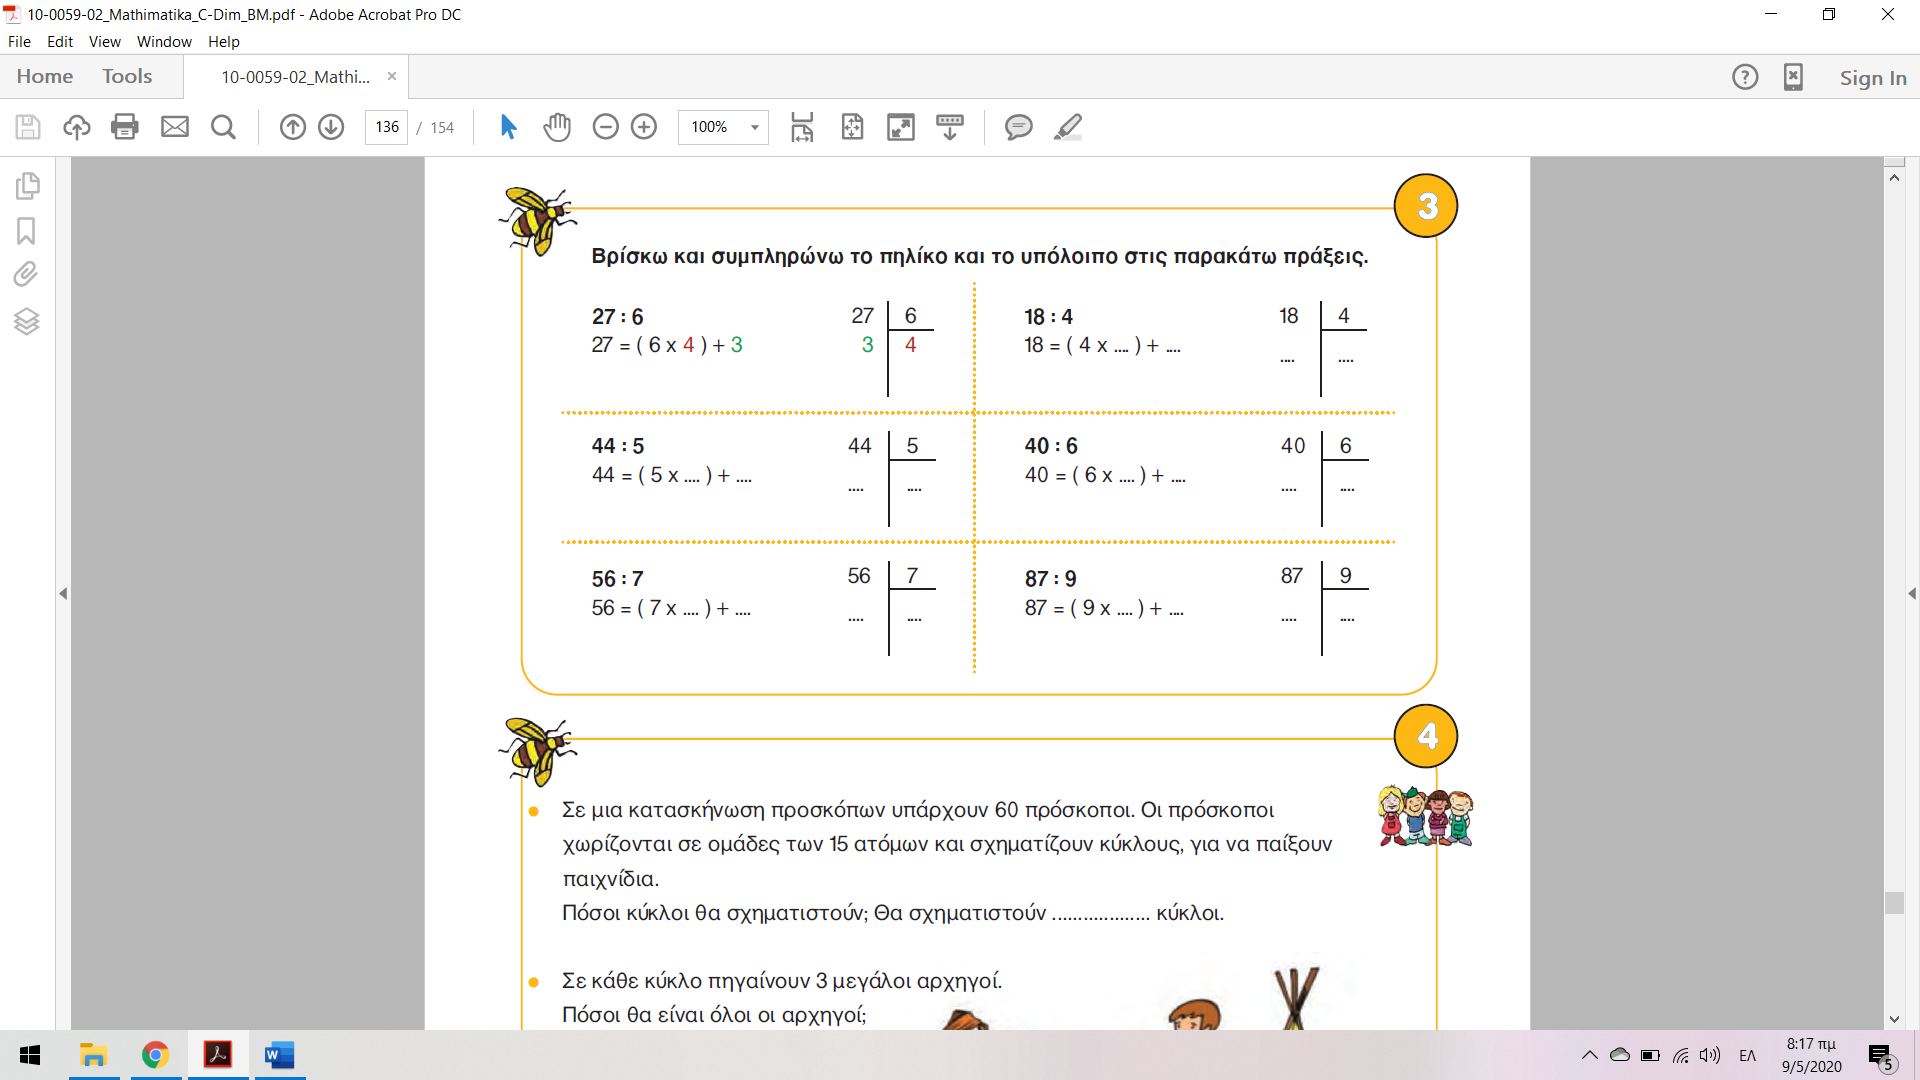 10-0059-02_Mathimatika_C-Dim_BM.pdf - Adobe Acrobat Pro DC
File Edit View Window Help
Home Tools 10-0059-02_Mathi... × ? Sign In
136 / 154 100%
3
Βρίσκω και συμπληρώνω το πηλίκο και το υπόλοιπο στις παρακάτω πράξεις.
27 : 6 27 6 18 : 4 18 4
27 = ( 6 x 4 ) + 3 3 4 18 = ( 4 x .... ) + .... .... ....
44 : 5 44 5 40 : 6 40 6
44 = ( 5 x .... ) + .... .... .... 40 = ( 6 x .... ) + .... .... ....
56 : 7 56 7 87 : 9 87 9
56 = ( 7 x .... ) + .... .... .... 87 = ( 9 x .... ) + .... .... ....
4
• Σε μια κατασκήνωση προσκόπων υπάρχουν 60 πρόσκοποι. Οι πρόσκοποι
χωρίζονται σε ομάδες των 15 ατόμων και σχηματίζουν κύκλους, για να παίξουν
παιχνίδια.
Πόσοι κύκλοι θα σχηματιστούν; Θα σχηματιστούν ................... κύκλοι.
• Σε κάθε κύκλο πηγαίνουν 3 μεγάλοι αρχηγοί.
Πόσοι θα είναι όλοι οι αρχηγοί;
W ΕΛ 8:17 πμ
9/5/2020 5